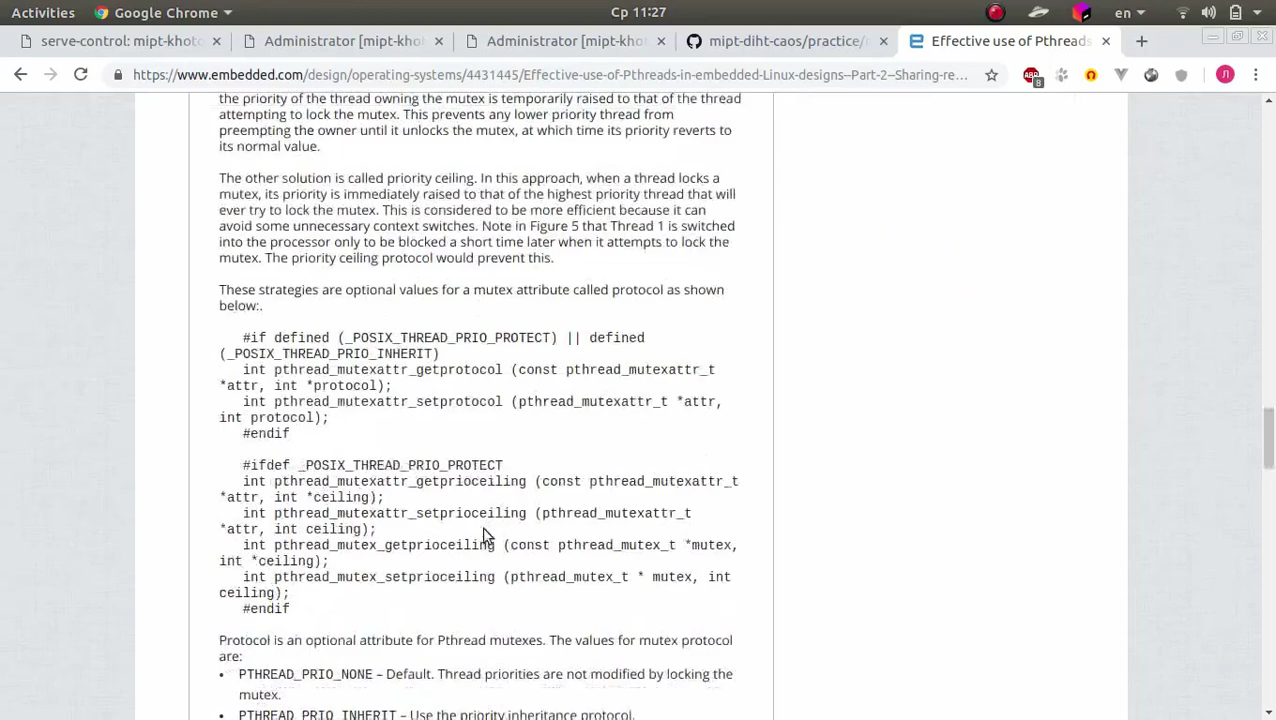 Activities
Google Chrome
Ср 11:27
en
serve-control: mipt-khoto
Administrator [mipt-kho
Administrator [mipt-kho
mipt-diht-caos/practice/
Effective use of Pthreads
https://www.embedded.com/design/operating-systems/4431445/Effective-use-of-Pthreads-in-embedded-Linux-designs--Part-2--Sharing-re...
ABP
8
Л
the priority of the thread owning the mutex is temporarily raised to that of the thread
attempting to lock the mutex. This prevents any lower priority thread from
preempting the owner until it unlocks the mutex, at which time its priority reverts to
its normal value.
The other solution is called priority ceiling. In this approach, when a thread locks a
mutex, its priority is immediately raised to that of the highest priority thread that will
ever try to lock the mutex. This is considered to be more efficient because it can
avoid some unnecessary context switches. Note in Figure 5 that Thread 1 is switched
into the processor only to be blocked a short time later when it attempts to lock the
mutex. The priority ceiling protocol would prevent this.
These strategies are optional values for a mutex attribute called protocol as shown
below:.
#if defined (_POSIX_THREAD_PRIO_PROTECT) || defined
(_POSIX_THREAD_PRIO_INHERIT)
int pthread_mutexattr_getprotocol (const pthread_mutexattr_t
*attr, int *protocol);
int pthread_mutexattr_setprotocol (pthread_mutexattr_t *attr,
int protocol);
#endif
#ifdef _POSIX_THREAD_PRIO_PROTECT
int pthread_mutexattr_getprioceiling (const pthread_mutexattr_t
*attr, int *ceiling);
int pthread_mutexattr_setprioceiling (pthread_mutexattr_t
*attr, int ceiling);
int pthread_mutex_getprioceiling (const pthread_mutex_t *mutex,
int *ceiling);
int pthread_mutex_setprioceiling (pthread_mutex_t * mutex, int
ceiling);
#endif
Protocol is an optional attribute for Pthread mutexes. The values for mutex protocol
are:
• PTHREAD_PRIO_NONE – Default. Thread priorities are not modified by locking the
mutex.
• PTHREAD_PRIO_INHERIT – Use the priority inheritance protocol.